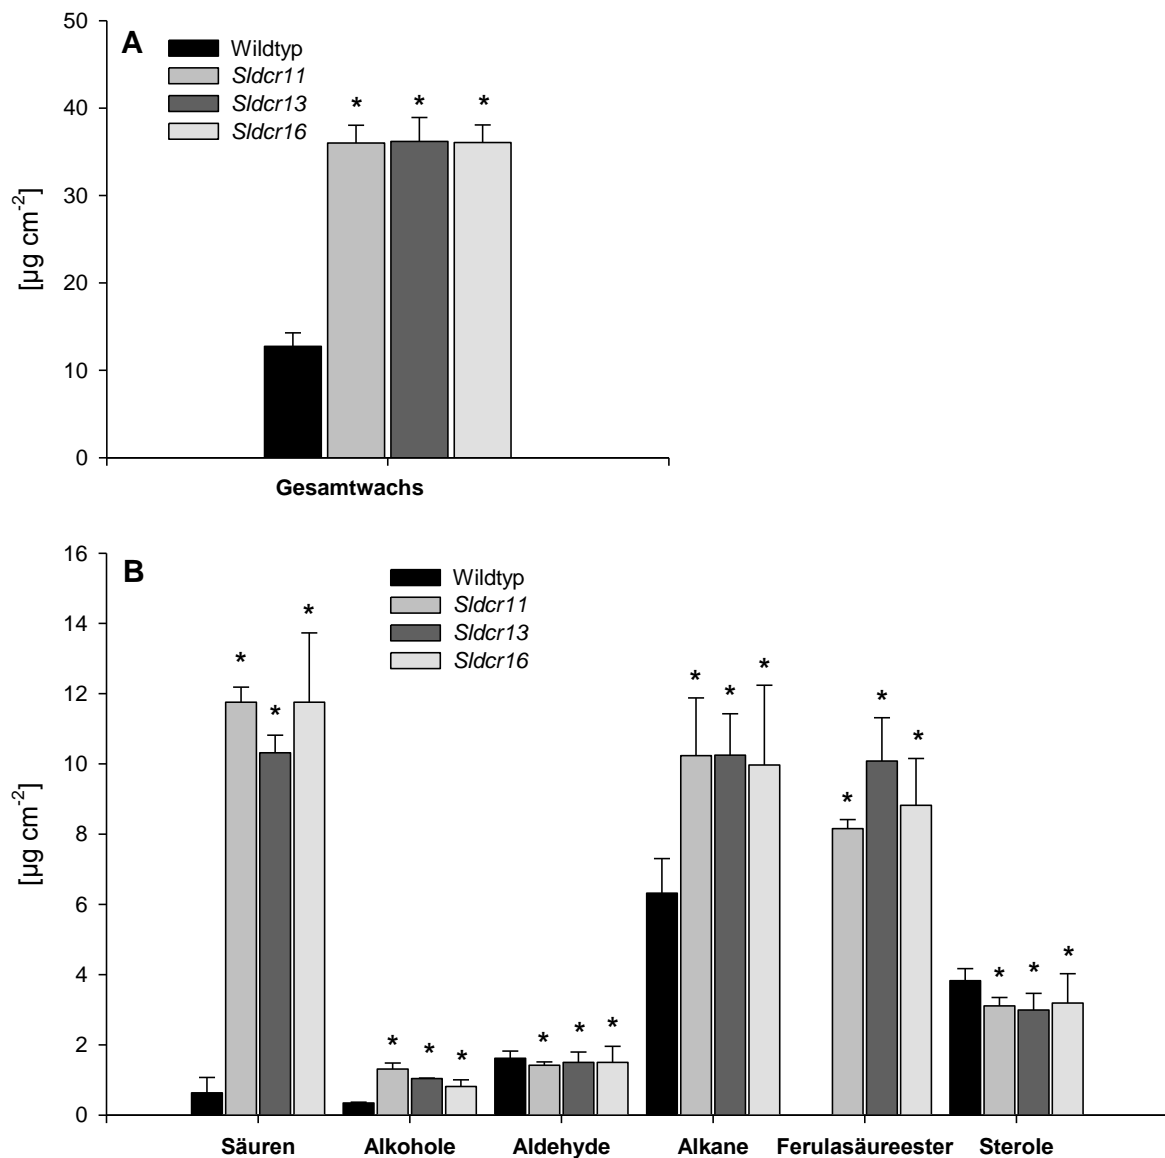 50
40
30
20
10
0
[µg cm-2]
A
Wildtyp
Sldcr11
Sldcr13
Sldcr16
* * *
Gesamtwachs
16
14
12
10
8
6
4
2
0
[µg cm-2]
B
Wildtyp
Sldcr11
Sldcr13
Sldcr16
* * *
* * *
* * *
* * *
* * *
* * *
Säuren Alkohole Aldehyde Alkane Ferulasäureester Sterole